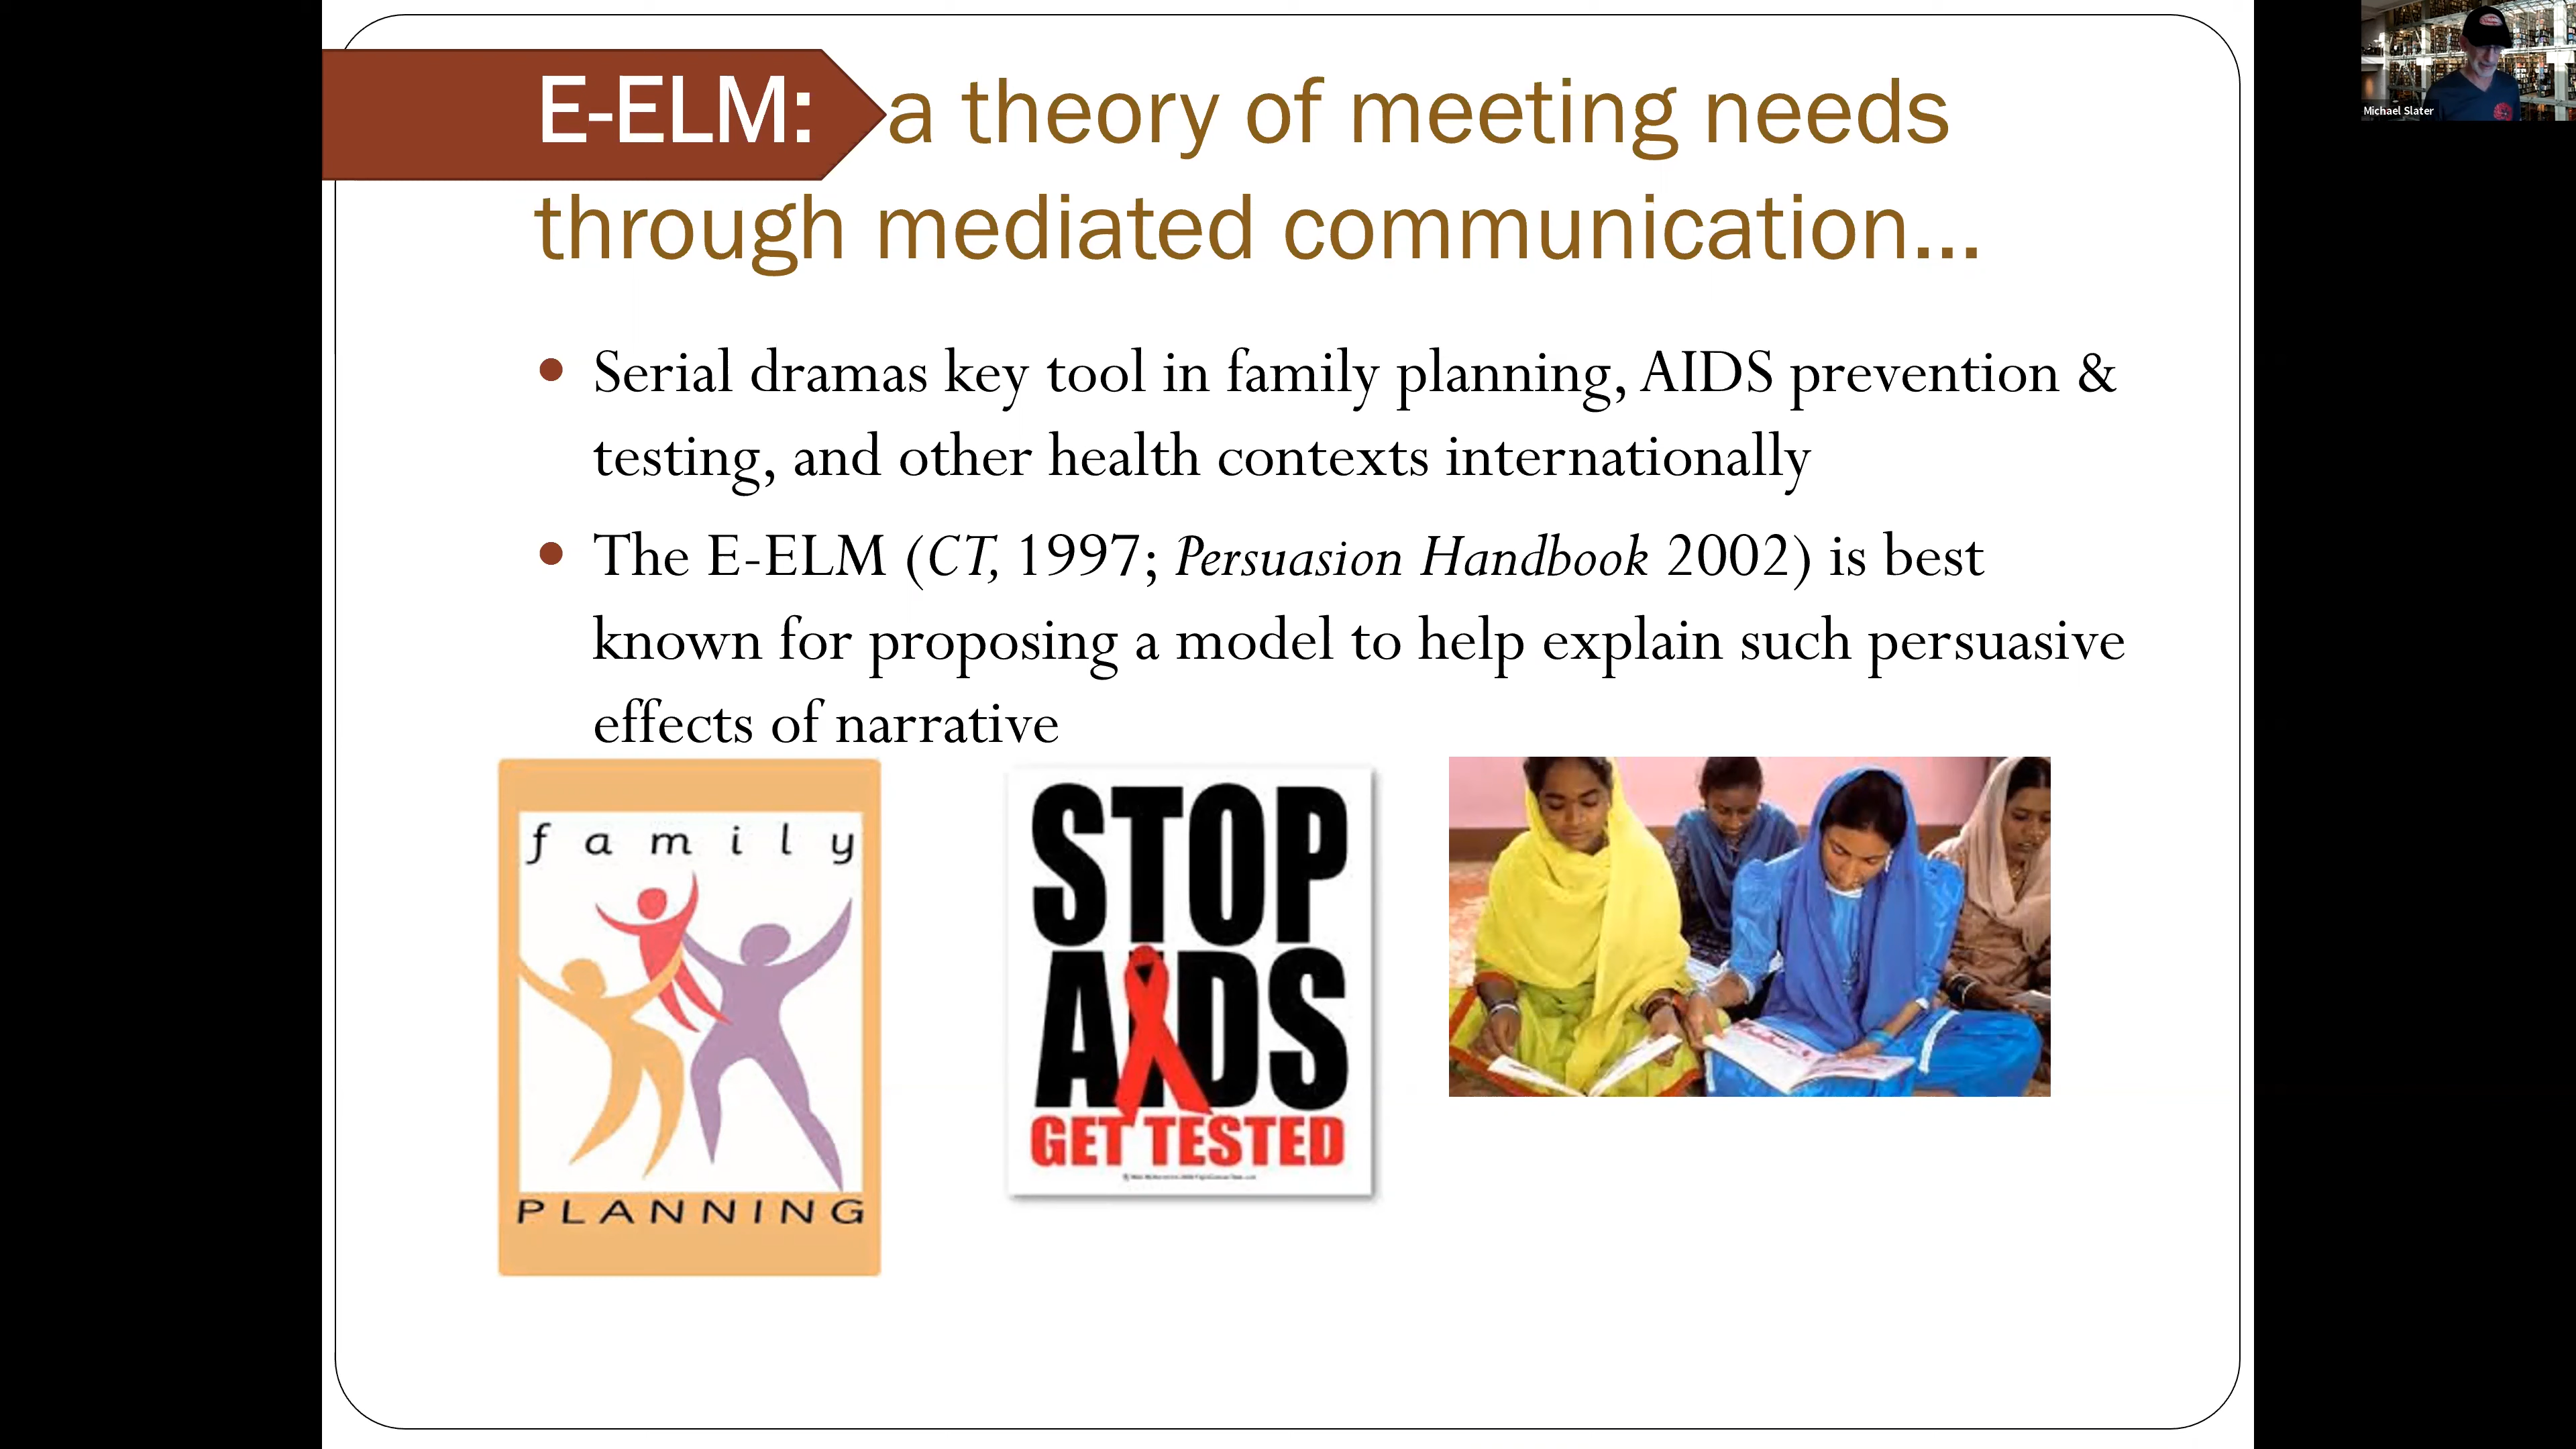 E-ELM: a theory of meeting needs
through mediated communication...
Michael Slater
• Serial dramas key tool in family planning, AIDS prevention &
testing, and other health contexts internationally
• The E-ELM (CT, 1997; Persuasion Handbook 2002) is best
known for proposing a model to help explain such persuasive
effects of narrative
family
PLANNING
STOP
AIDS
GET TESTED